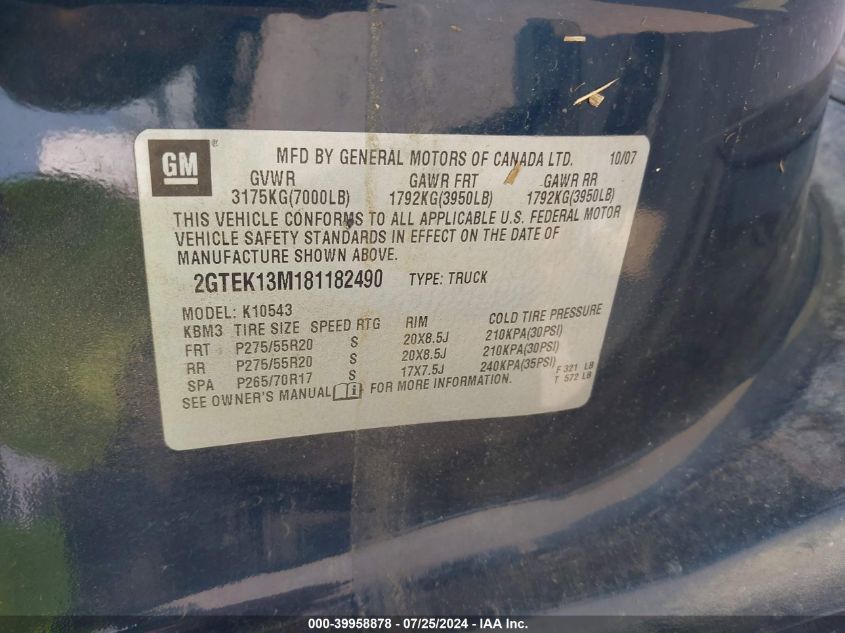 GM ®
MFD BY GENERAL MOTORS OF CANADA LTD. 10/07
GVWR GAWR FRT GAWR RR
3175KG(7000LB) 1792KG(3950LB) 1792KG(3950LB)
THIS VEHICLE CONFORMS TO ALL APPLICABLE U.S. FEDERAL MOTOR
VEHICLE SAFETY STANDARDS IN EFFECT ON THE DATE OF
MANUFACTURE SHOWN ABOVE.
2GTEK13M181182490 TYPE: TRUCK
MODEL: K10543
KBM3 TIRE SIZE SPEED RTG RIM COLD TIRE PRESSURE
FRT P275/55R20 S 20X8.5J 210KPA(30PSI)
RR P275/55R20 S 20X8.5J 210KPA(30PSI)
SPA P265/70R17 S 17X7.5J 240KPA(35PSI) F 321 LB
T 572 LB
SEE OWNER'S MANUAL FOR MORE INFORMATION.
000-39958878 - 07/25/2024 - IAA Inc.